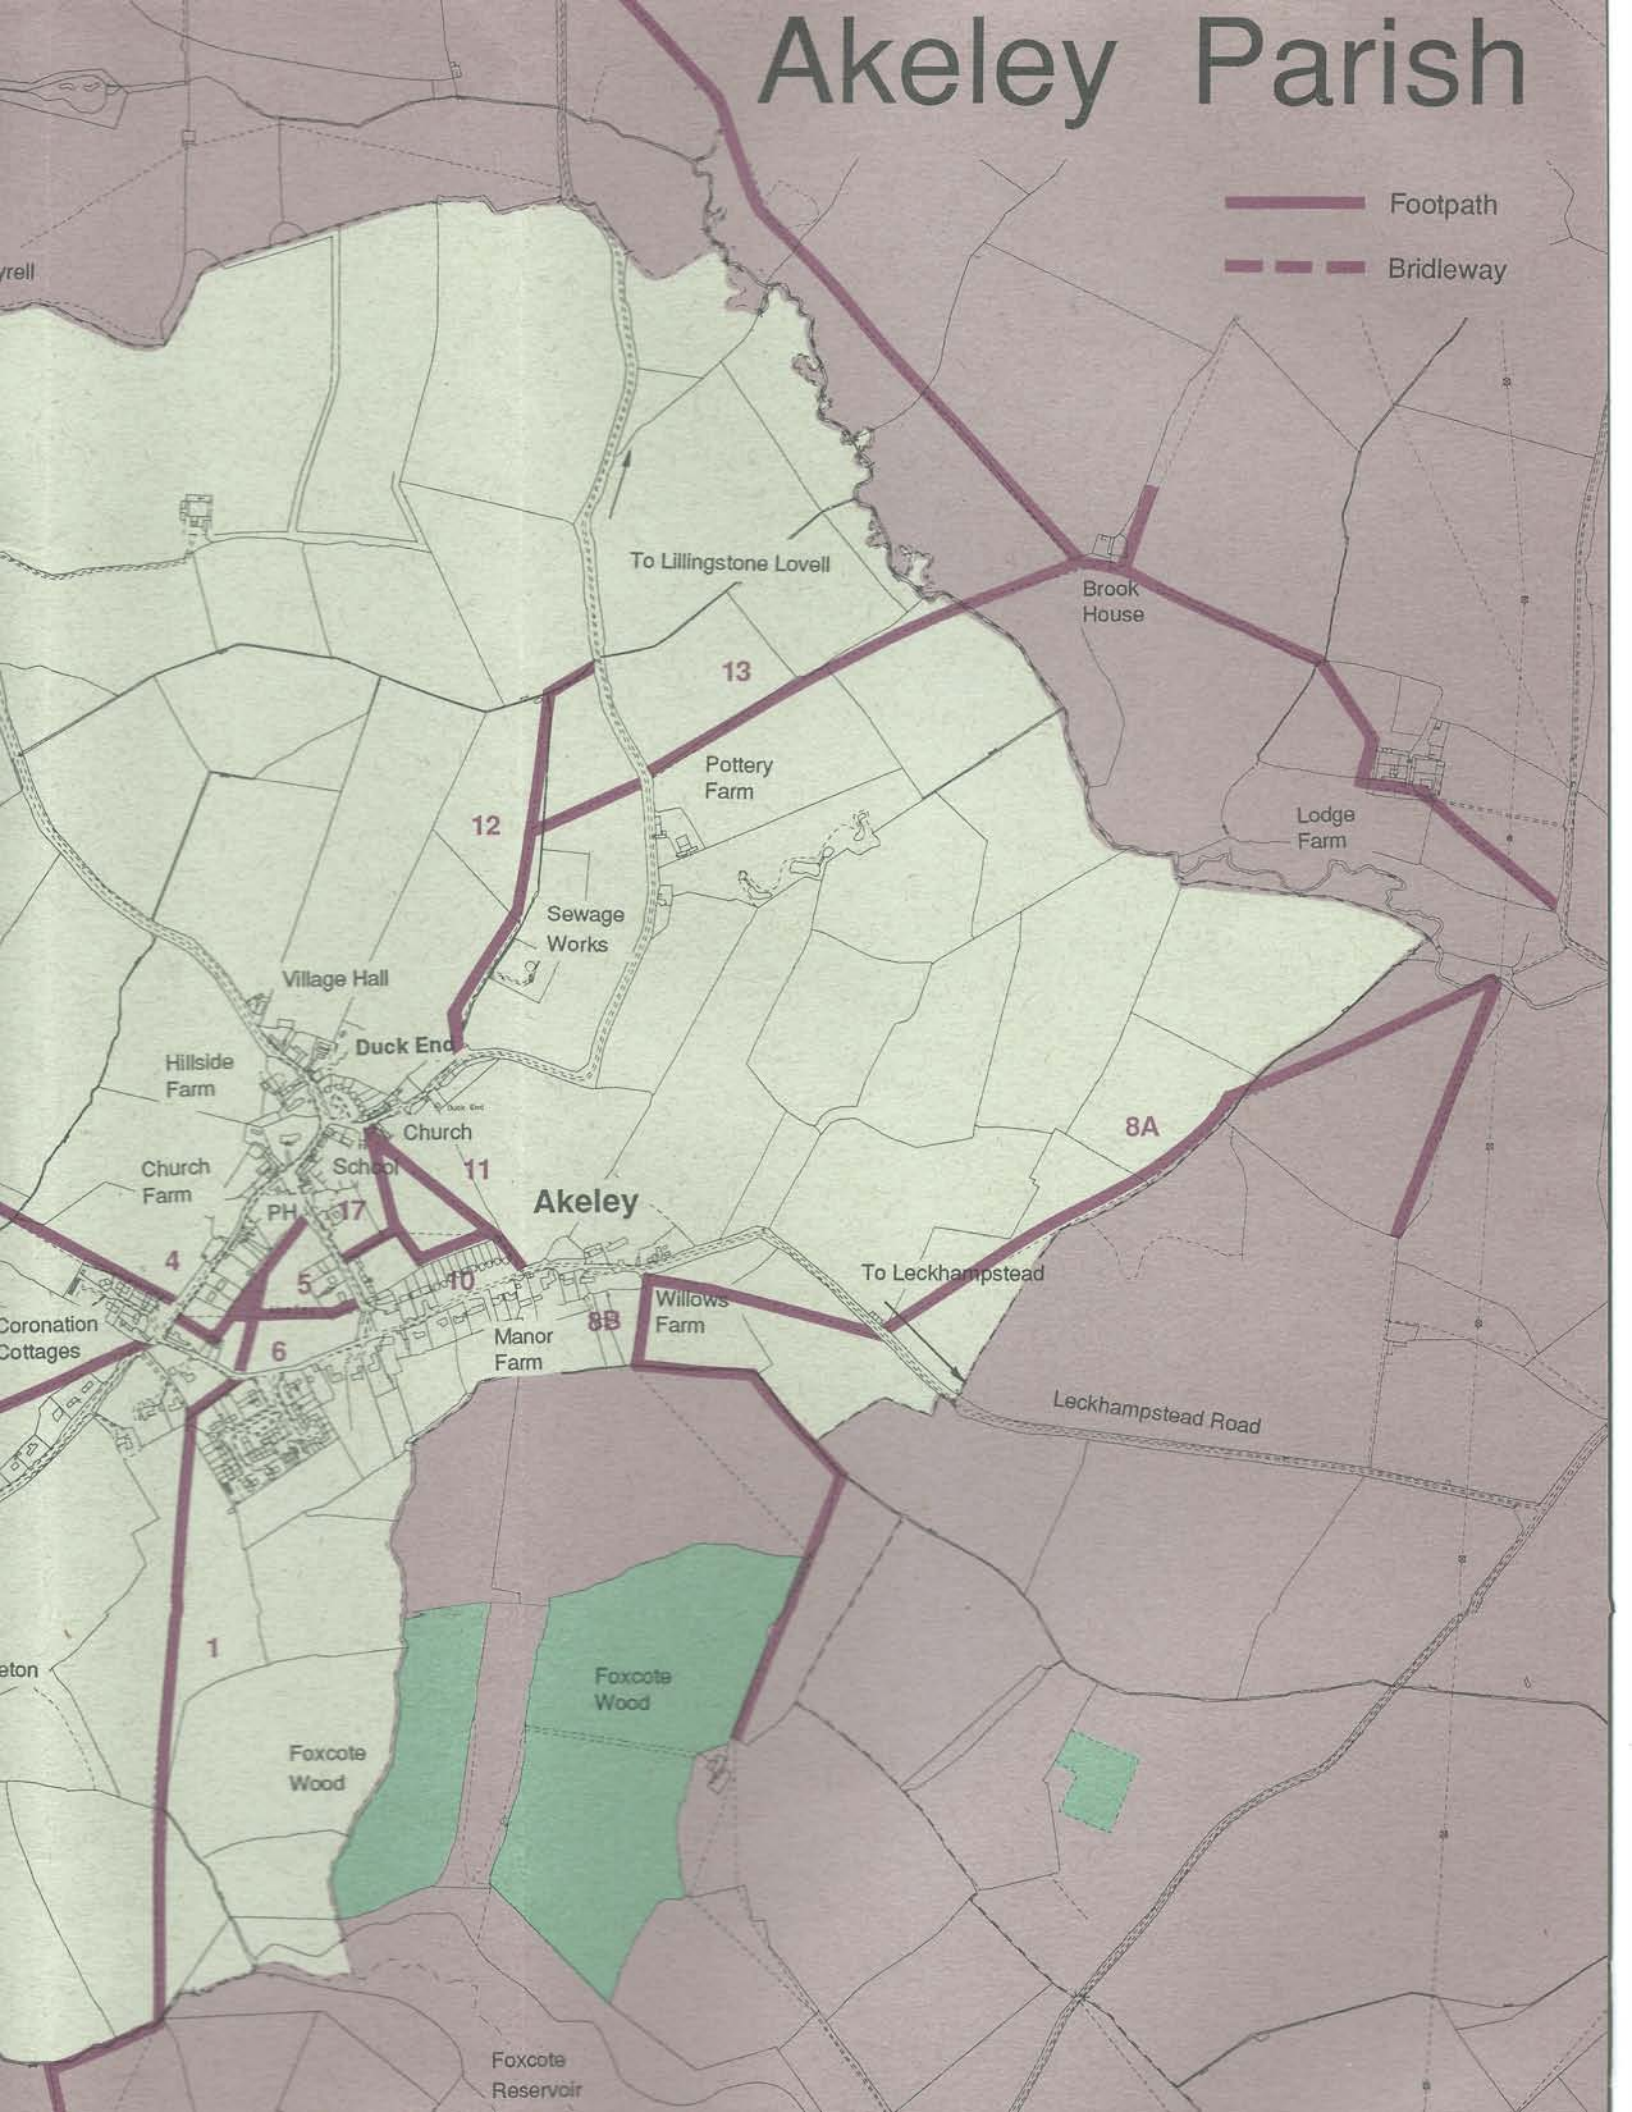 Akeley Parish
Footpath
Bridleway
yrell
To Lillingstone Lovell
Brook
House
13
Pottery
Farm
12
Lodge
Farm
Sewage
Works
Village Hall
Duck End
Hillside
Farm
Duck End
Church
8A
Church
Farm
School
11
Akeley
PH
17
4
5
10
To Leckhampstead
Willows
Farm
8B
Coronation
Cottages
6
Manor
Farm
Leckhampstead Road
1
eton
Foxcote
Wood
Foxcote
Wood
Foxcote
Reservoir